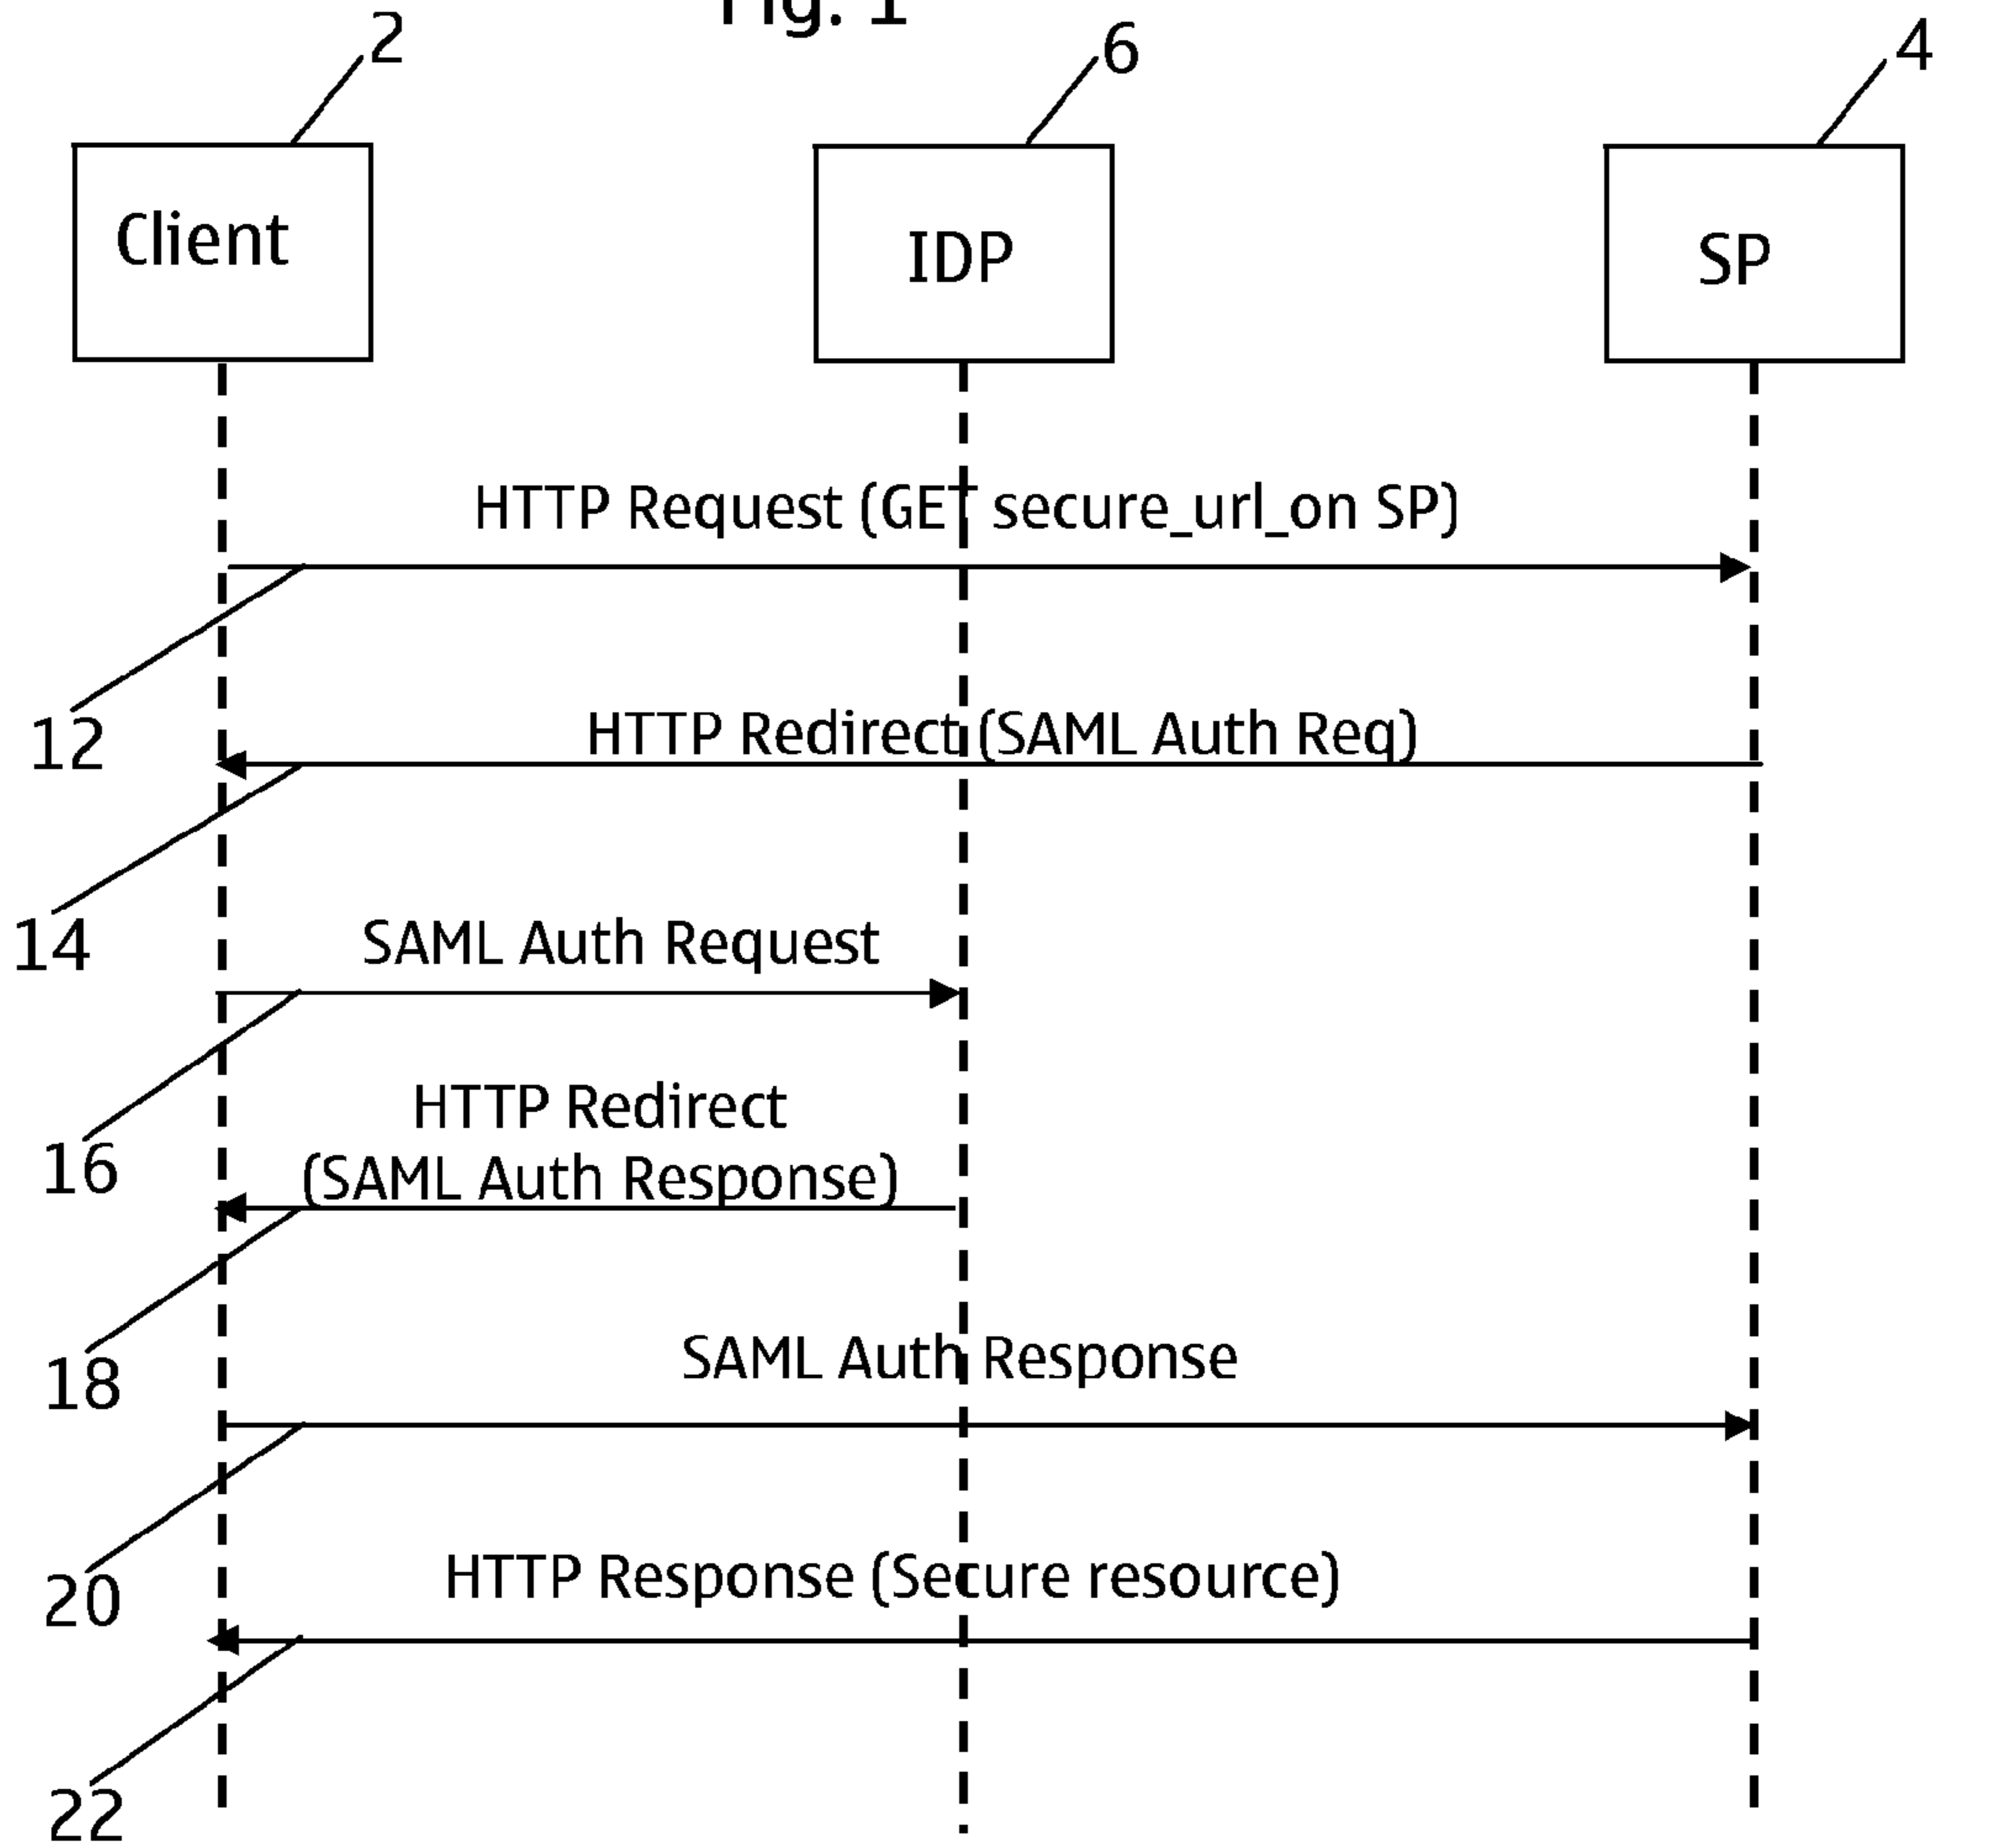 Fig. 1
2
6
4
Client
IDP
SP
HTTP Request (GET secure_url_on SP)
12
HTTP Redirect (SAML Auth Req)
14
SAML Auth Request
16
HTTP Redirect
(SAML Auth Response)
18
SAML Auth Response
20
HTTP Response (Secure resource)
22